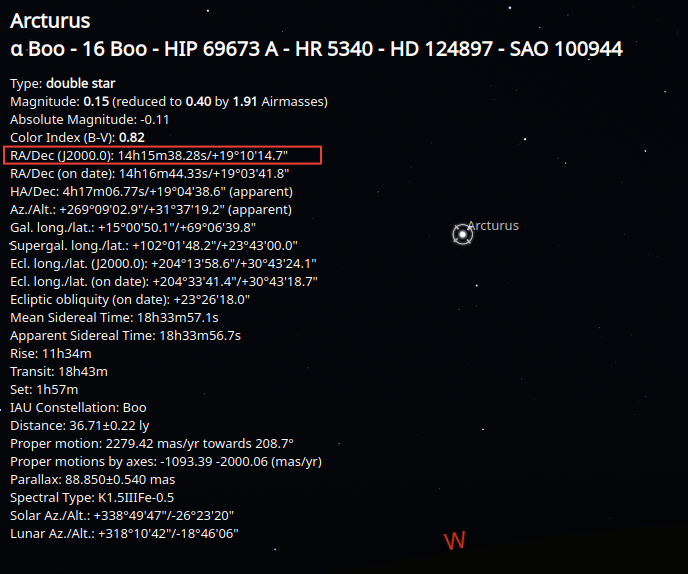 Arcturus
α Boo - 16 Boo - HIP 69673 A - HR 5340 - HD 124897 - SAO 100944
Type: double star
Magnitude: 0.15 (reduced to 0.40 by 1.91 Airmasses)
Absolute Magnitude: -0.11
Color Index (B-V): 0.82
RA/Dec (J2000.0): 14h15m38.28s/+19°10'14.7"
RA/Dec (on date): 14h16m44.33s/+19°03'41.8"
HA/Dec: 4h17m06.77s/+19°04'38.6" (apparent)
Az./Alt.: +269°09'02.9"/+31°37'19.2" (apparent)
Gal. long./lat.: +15°00'50.1"/+69°06'39.8"
Supergal. long./lat.: +102°01'48.2"/+23°43'00.0"
Ecl. long./lat. (J2000.0): +204°13'58.6"/+30°43'24.1"
Ecl. long./lat. (on date): +204°33'41.4"/+30°43'18.7"
Ecliptic obliquity (on date): +23°26'18.0"
Mean Sidereal Time: 18h33m57.1s
Apparent Sidereal Time: 18h33m56.7s
Rise: 11h34m
Transit: 18h43m
Set: 1h57m
IAU Constellation: Boo
Distance: 36.71±0.22 ly
Proper motion: 2279.42 mas/yr towards 208.7°
Proper motions by axes: -1093.39 -2000.06 (mas/yr)
Parallax: 88.850±0.540 mas
Spectral Type: K1.5IIIFe-0.5
Solar Az./Alt.: +338°49'47"/-26°23'20"
Lunar Az./Alt.: +318°10'42"/-18°46'06"
Arcturus
W